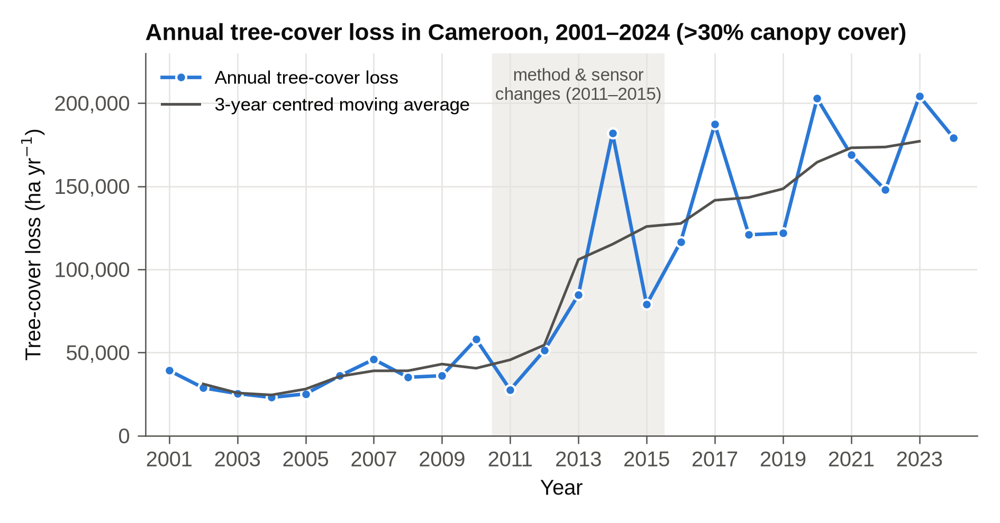 Annual tree-cover loss in Cameroon, 2001–2024 (>30% canopy cover)
Annual tree-cover loss
3-year centred moving average
method & sensor
changes (2011–2015)
Tree-cover loss (ha yr⁻¹)
200,000
150,000
100,000
50,000
0
2001 2003 2005 2007 2009 2011 2013 2015 2017 2019 2021 2023
Year